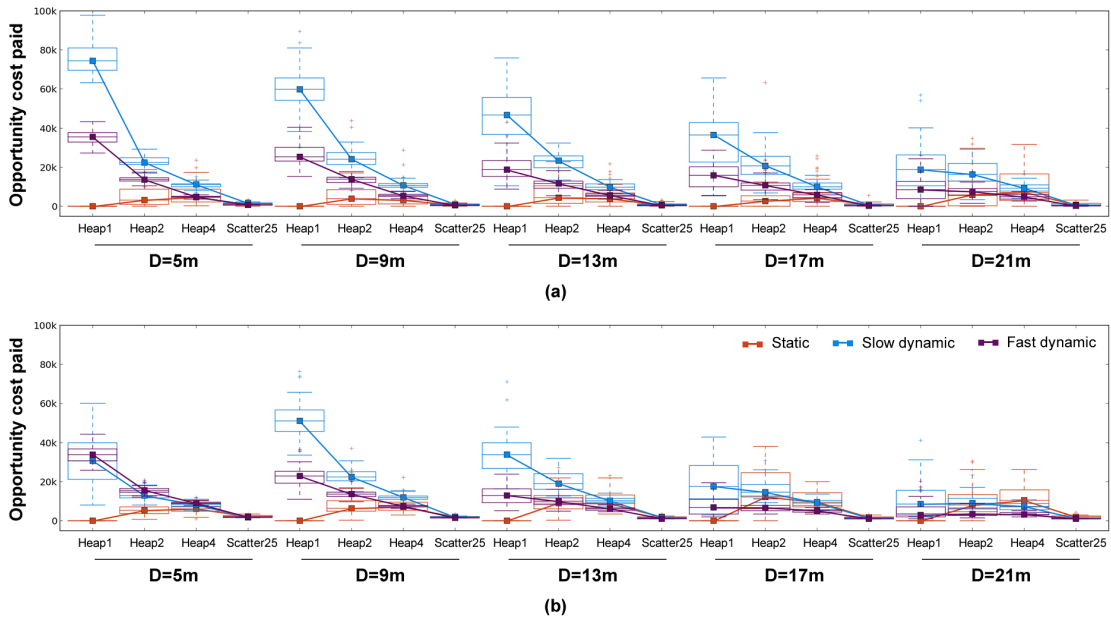 Opportunity cost paid
100k
80k
60k
40k
20k
0
Heap1 Heap2 Heap4 Scatter25 Heap1 Heap2 Heap4 Scatter25 Heap1 Heap2 Heap4 Scatter25 Heap1 Heap2 Heap4 Scatter25 Heap1 Heap2 Heap4 Scatter25
D=5m D=9m D=13m D=17m D=21m
(a)
Opportunity cost paid
100k
Static Slow dynamic Fast dynamic
80k
60k
40k
20k
0
Heap1 Heap2 Heap4 Scatter25 Heap1 Heap2 Heap4 Scatter25 Heap1 Heap2 Heap4 Scatter25 Heap1 Heap2 Heap4 Scatter25 Heap1 Heap2 Heap4 Scatter25
D=5m D=9m D=13m D=17m D=21m
(b)